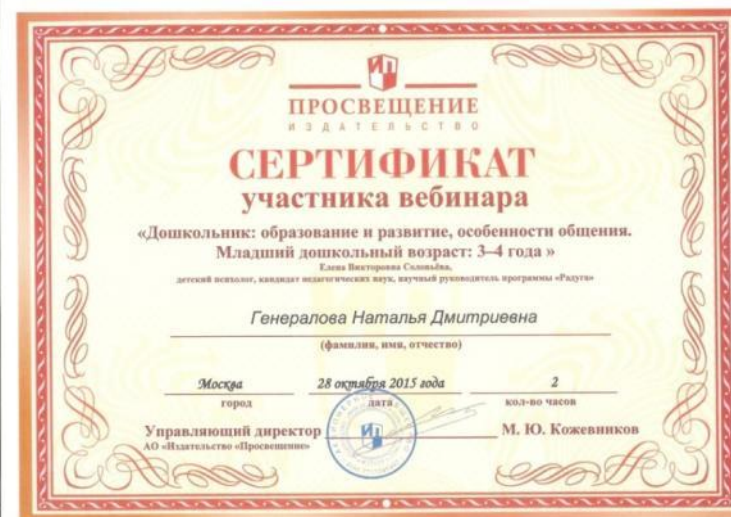 ИП
ПРОСВЕЩЕНИЕ
ИЗДАТЕЛЬСТВО
СЕРТИФИКАТ
участника вебинара
«Дошкольник: образование и развитие, особенности общения.
Младший дошкольный возраст: 3–4 года »
Елена Викторовна Соловьёва,
детский психолог, кандидат педагогических наук, научный руководитель программы «Радуга»
Генералова Наталья Дмитриевна
(фамилия, имя, отчество)
Москва 28 октября 2015 года 2
город дата кол-во часов
Управляющий директор М. Ю. Кожевников
АО «Издательство «Просвещение»
ИП